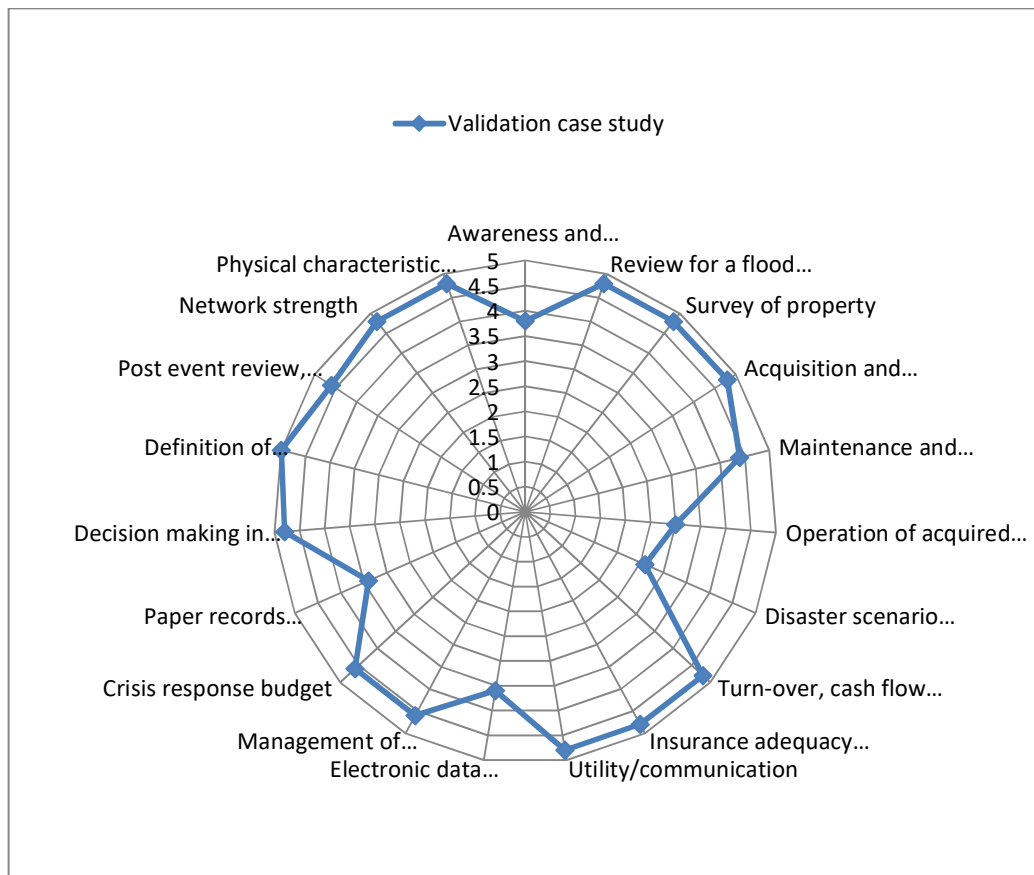 Validation case study
Awareness and…
Review for a flood…
Survey of property
Acquisition and…
Maintenance and…
Operation of acquired…
Disaster scenario…
Turn-over, cash flow…
Insurance adequacy…
Utility/communication
Electronic data…
Management of…
Crisis response budget
Paper records…
Decision making in…
Definition of…
Post event review,…
Network strength
Physical characteristic…
5
4.5
4
3.5
3
2.5
2
1.5
1
0.5
0